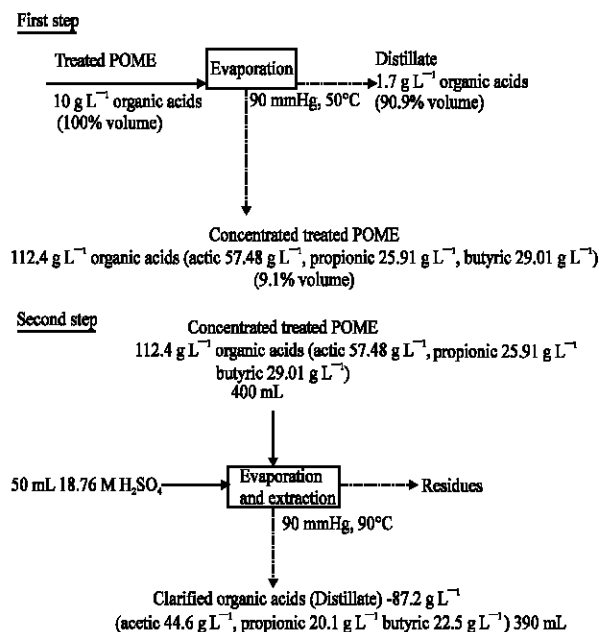 First step
Treated POME
Evaporation
Distillate
10 g L⁻¹ organic acids
(100% volume)
90 mmHg, 50°C
1.7 g L⁻¹ organic acids
(90.9% volume)
Concentrated treated POME
112.4 g L⁻¹ organic acids (actic 57.48 g L⁻¹, propionic 25.91 g L⁻¹, butyric 29.01 g L⁻¹)
(9.1% volume)
Second step
Concentrated treated POME
112.4 g L⁻¹ organic acids (actic 57.48 g L⁻¹, propionic 25.91 g L⁻¹
butyric 29.01 g L⁻¹)
400 mL
50 mL 18.76 M H₂SO₄
Evaporation
and extraction
Residues
90 mmHg, 90°C
Clarified organic acids (Distillate) -87.2 g L⁻¹
(acetic 44.6 g L⁻¹, propionic 20.1 g L⁻¹ butyric 22.5 g L⁻¹) 390 mL